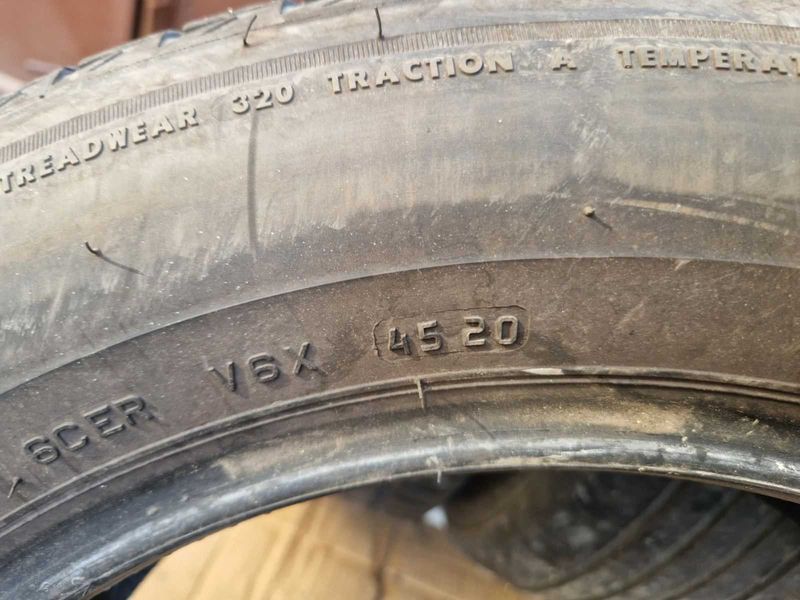 TREADWEAR 320 TRACTION A TEMPERAT
6CER V6X 4520